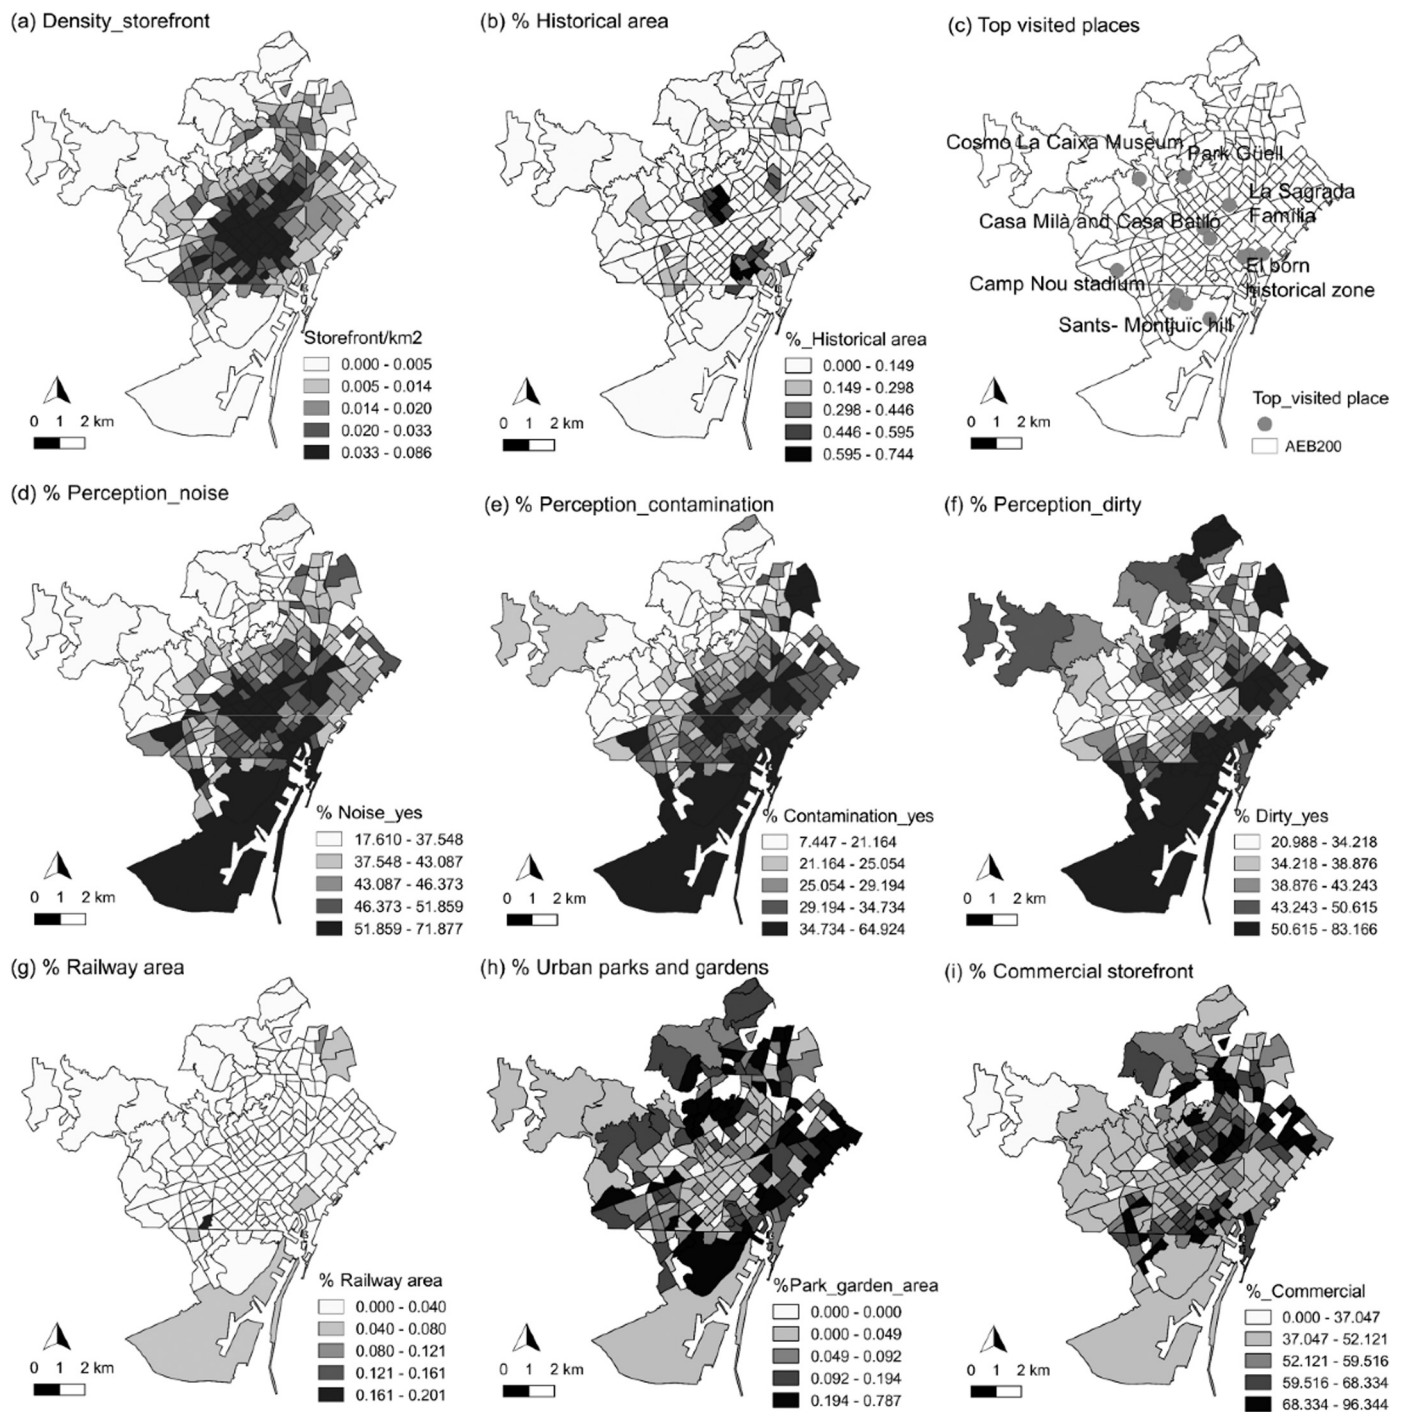 (a) Density_storefront
Storefront/km2
0.000 - 0.005
0.005 - 0.014
0.014 - 0.020
0.020 - 0.033
0.033 - 0.086
0 1 2 km
(b) % Historical area
%_Historical area
0.000 - 0.149
0.149 - 0.298
0.298 - 0.446
0.446 - 0.595
0.595 - 0.744
0 1 2 km
(c) Top visited places
Cosmo La Caixa Museum
Park Güell
La Sagrada
Família
Casa Milà and Casa Batlló
El born
historical zone
Camp Nou stadium
Sants- Montjuïc hill
Top_visited place
AEB200
0 1 2 km
(d) % Perception_noise
% Noise_yes
17.610 - 37.548
37.548 - 43.087
43.087 - 46.373
46.373 - 51.859
51.859 - 71.877
0 1 2 km
(e) % Perception_contamination
% Contamination_yes
7.447 - 21.164
21.164 - 25.054
25.054 - 29.194
29.194 - 34.734
34.734 - 64.924
0 1 2 km
(f) % Perception_dirty
% Dirty_yes
20.988 - 34.218
34.218 - 38.876
38.876 - 43.243
43.243 - 50.615
50.615 - 83.166
0 1 2 km
(g) % Railway area
% Railway area
0.000 - 0.040
0.040 - 0.080
0.080 - 0.121
0.121 - 0.161
0.161 - 0.201
0 1 2 km
(h) % Urban parks and gardens
%Park_garden_area
0.000 - 0.000
0.000 - 0.049
0.049 - 0.092
0.092 - 0.194
0.194 - 0.787
0 1 2 km
(i) % Commercial storefront
%_Commercial
0.000 - 37.047
37.047 - 52.121
52.121 - 59.516
59.516 - 68.334
68.334 - 96.344
0 1 2 km